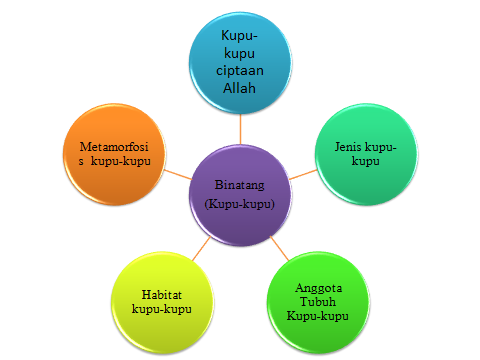 Kupu-
kupu
ciptaan
Allah
Metamorfosi
s kupu-kupu
Jenis kupu-
kupu
Binatang
(Kupu-kupu)
Habitat
kupu-kupu
Anggota
Tubuh
Kupu-kupu